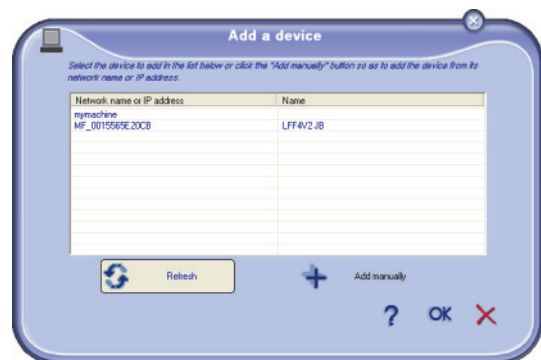 Add a device
Select the device to add in the list below or click the "Add manually" button so as to add the device from its
network name or IP address.
Network name or IP address Name
mymachine
MF_0015565E20CB LFF4V2 JB
Refresh Add manually
? OK